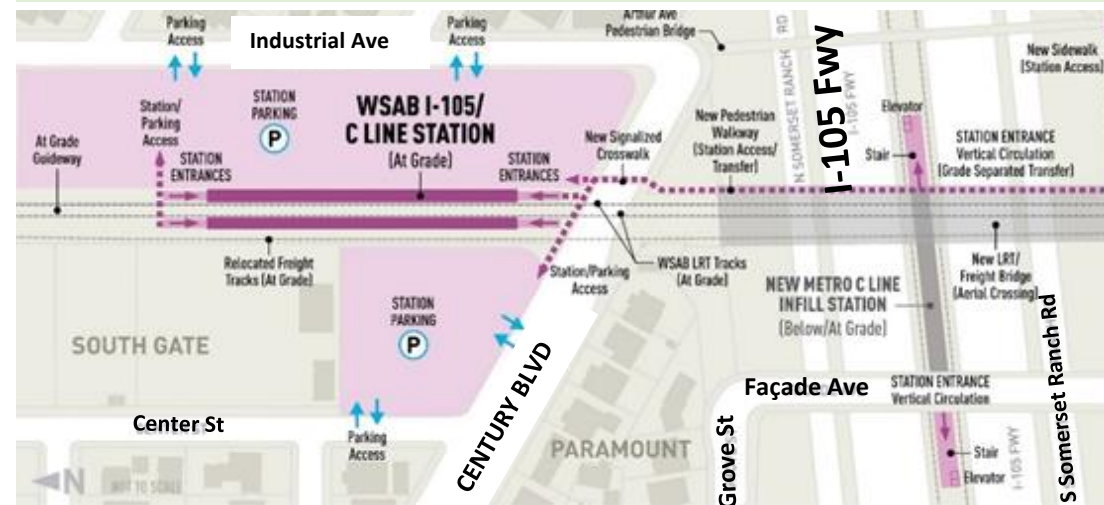 Parking
Access
Industrial Ave
Parking
Access
Arthur Ave
Pedestrian Bridge
N SOMERSET RANCH RD
I-105 FWY
I-105 Fwy
New Sidewalk
(Station Access)
Station/
Parking
Access
STATION
PARKING
P
WSAB I-105/
C LINE STATION
(At Grade)
At Grade
Guideway
STATION
ENTRANCES
STATION
ENTRANCES
New Signalized
Crosswalk
New Pedestrian
Walkway
(Station Access/
Transfer)
Elevator
Stair
STATION ENTRANCE
Vertical Circulation
(Grade Separated Transfer)
Relocated Freight
Tracks (At Grade)
Station/Parking
Access
WSAB LRT Tracks
(At Grade)
New LRT/
Freight Bridge
(Aerial Crossing)
NEW METRO C LINE
INFILL STATION
(Below/At Grade)
STATION
PARKING
P
SOUTH GATE
CENTURY BLVD
Façade Ave
STATION ENTRANCE
Vertical Circulation
S Somerset Ranch Rd
Center St
Parking
Access
PARAMOUNT
Grove St
Stair
Elevator
I-105 FWY
N
NOT TO SCALE